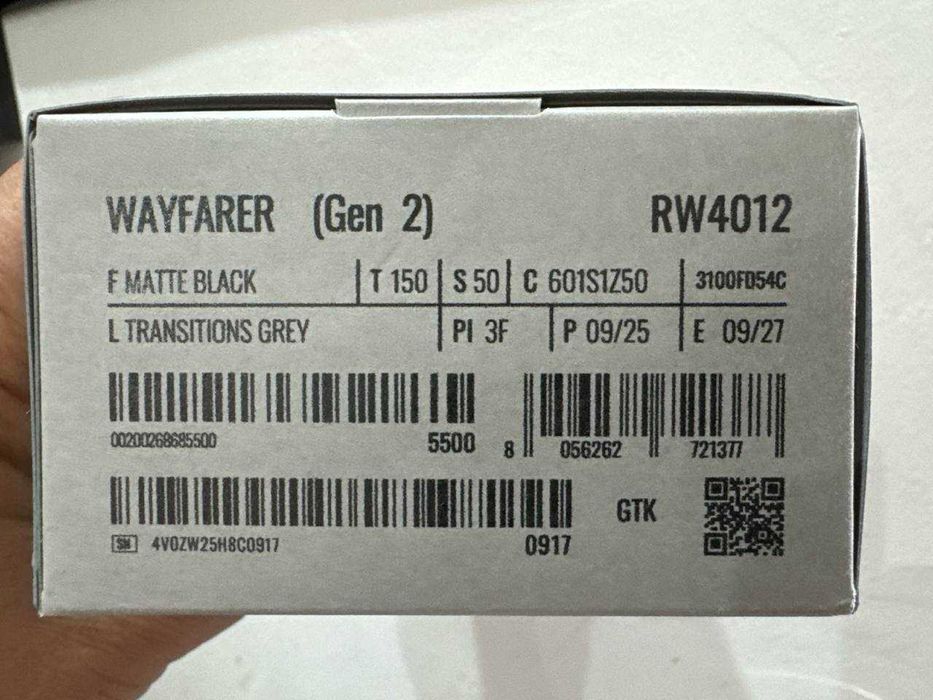 WAYFARER (Gen 2) RW4012
F MATTE BLACK T 150 S 50 C 601S1Z50 3100FD54C
L TRANSITIONS GREY PI 3F P 09/25 E 09/27
00200268685500 5500 8 056262 721377
GTK
SN 4V0ZW25H8C0917 0917